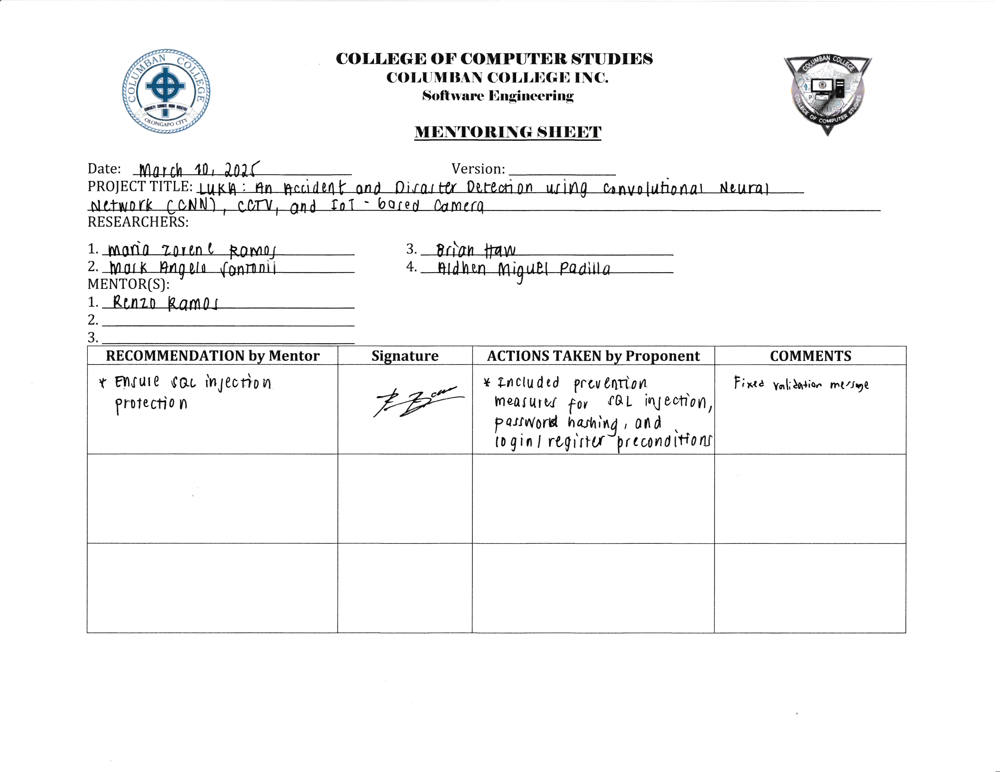 COLUMBAN COLLEGE
CHRISTI SIMUS NON NOSTRI
OLONGAPO CITY
COLLEGE OF COMPUTER STUDIES
COLUMBAN COLLEGE INC.
Software Engineering
MENTORING SHEET
COLUMBAN COLLEGE
COLLEGE OF COMPUTER STUDIES
Date: March 10, 2025 Version:
PROJECT TITLE: LUKA: An Accident and Disaster Detection using Convolutional Neural
Network (CNN), CCTV, and IoT-based Camera
RESEARCHERS:
1. Maria Zorene Ramos 3. Brian Haw
2. Mark Angelo Santonil 4. Aldhen Miguel Padilla
MENTOR(S):
1. Renzo Ramos
2.
3.
RECOMMENDATION by Mentor Signature ACTIONS TAKEN by Proponent COMMENTS
* Ensure SQL injection
protection
* Included prevention
measures for SQL injection,
password hashing, and
login/register preconditions
Fixed validation message